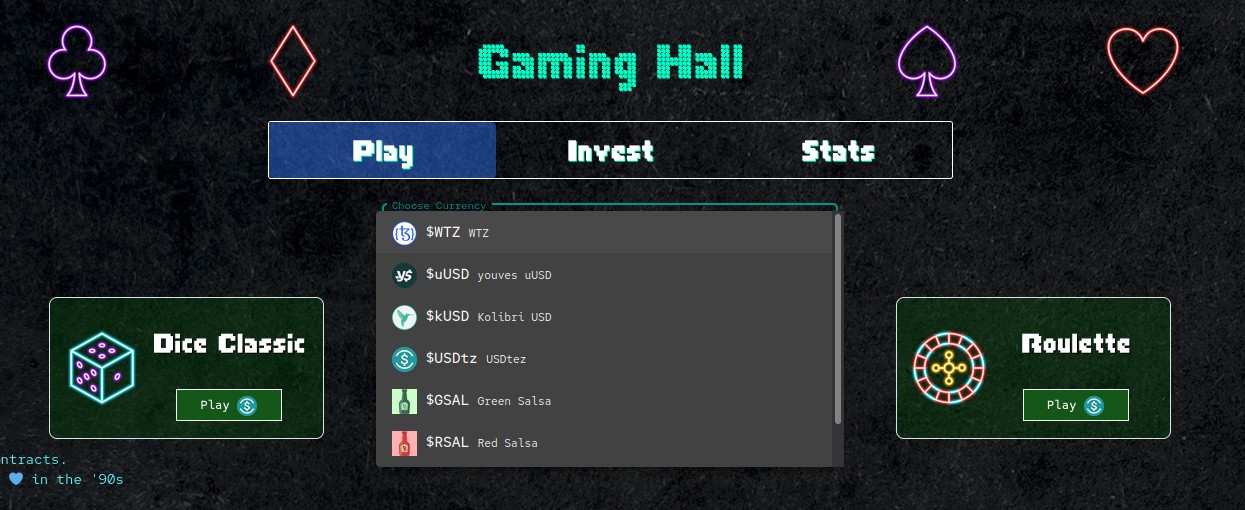 Gaming Hall
Play Invest Stats
Choose Currency
$WTZ WTZ
$uUSD youves uUSD
$kUSD Kolibri USD
$USDtz USDtez
$GSAL Green Salsa
$RSAL Red Salsa
Dice Classic
Play
Roulette
Play
ntracts.
in the '90s